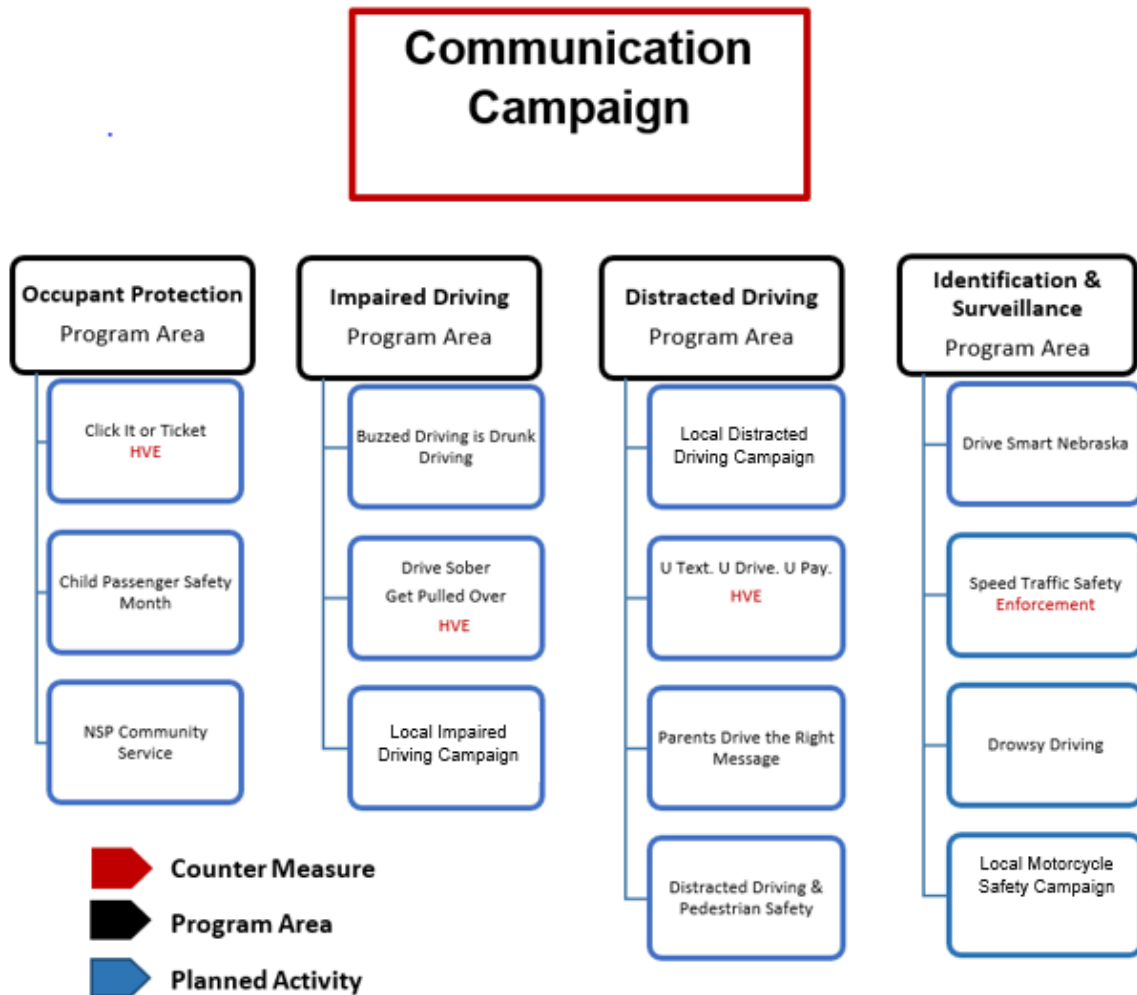 Communication
Campaign
Occupant Protection
Program Area
Click It or Ticket
HVE
Child Passenger Safety
Month
NSP Community
Service
Impaired Driving
Program Area
Buzzed Driving is Drunk
Driving
Drive Sober
Get Pulled Over
HVE
Local Impaired
Driving Campaign
Distracted Driving
Program Area
Local Distracted
Driving Campaign
U Text. U Drive. U Pay.
HVE
Parents Drive the Right
Message
Distracted Driving &
Pedestrian Safety
Identification &
Surveillance
Program Area
Drive Smart Nebraska
Speed Traffic Safety
Enforcement
Drowsy Driving
Local Motorcycle
Safety Campaign
Counter Measure
Program Area
Planned Activity